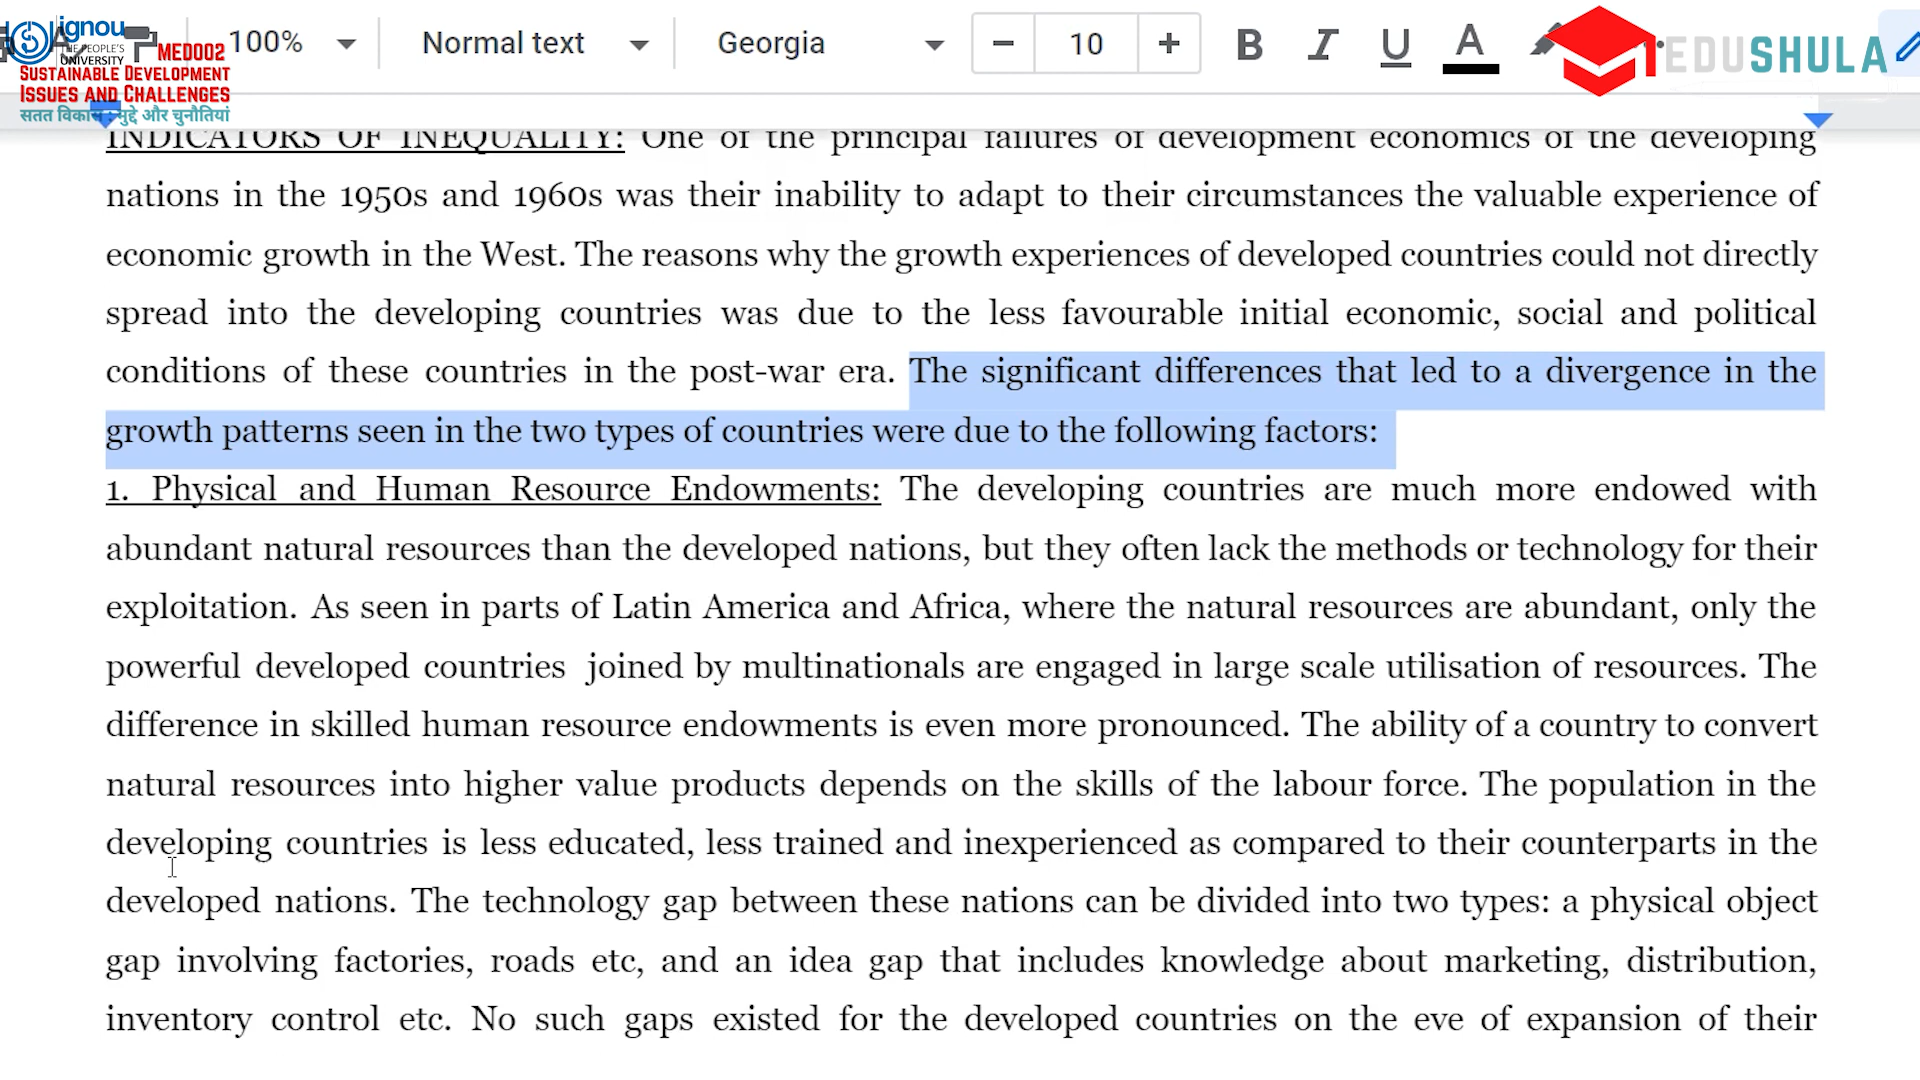 ignou
THE PEOPLE'S
UNIVERSITY
MED002
SUSTAINABLE DEVELOPMENT
ISSUES AND CHALLENGES
सतत विकास : मुद्दे और चुनौतियां
100%
Normal text
Georgia
10
B I U A
EDUSHULA
INDICATORS OF INEQUALITY: One of the principal failures of development economics of the developing
nations in the 1950s and 1960s was their inability to adapt to their circumstances the valuable experience of
economic growth in the West. The reasons why the growth experiences of developed countries could not directly
spread into the developing countries was due to the less favourable initial economic, social and political
conditions of these countries in the post-war era. The significant differences that led to a divergence in the
growth patterns seen in the two types of countries were due to the following factors:
1. Physical and Human Resource Endowments: The developing countries are much more endowed with
abundant natural resources than the developed nations, but they often lack the methods or technology for their
exploitation. As seen in parts of Latin America and Africa, where the natural resources are abundant, only the
powerful developed countries joined by multinationals are engaged in large scale utilisation of resources. The
difference in skilled human resource endowments is even more pronounced. The ability of a country to convert
natural resources into higher value products depends on the skills of the labour force. The population in the
developing countries is less educated, less trained and inexperienced as compared to their counterparts in the
developed nations. The technology gap between these nations can be divided into two types: a physical object
gap involving factories, roads etc, and an idea gap that includes knowledge about marketing, distribution,
inventory control etc. No such gaps existed for the developed countries on the eve of expansion of their